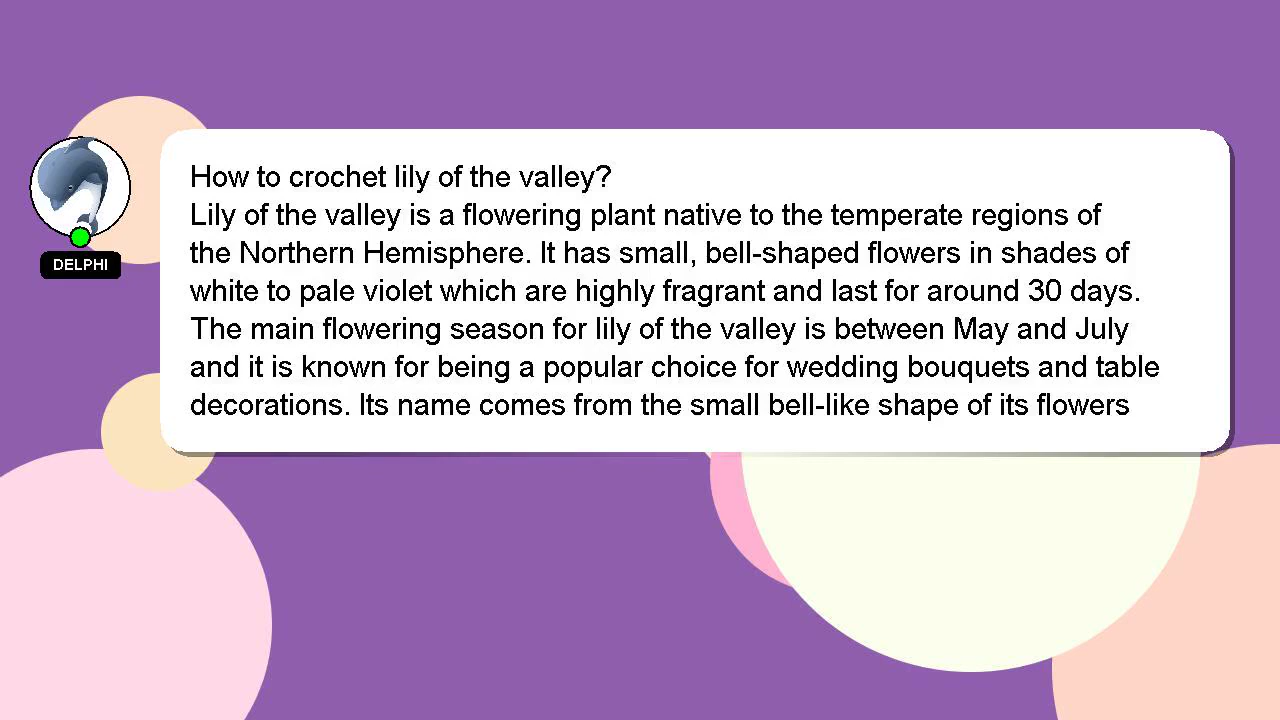 How to crochet lily of the valley?
Lily of the valley is a flowering plant native to the temperate regions of
the Northern Hemisphere. It has small, bell-shaped flowers in shades of
white to pale violet which are highly fragrant and last for around 30 days.
The main flowering season for lily of the valley is between May and July
and it is known for being a popular choice for wedding bouquets and table
decorations. Its name comes from the small bell-like shape of its flowers
DELPHI